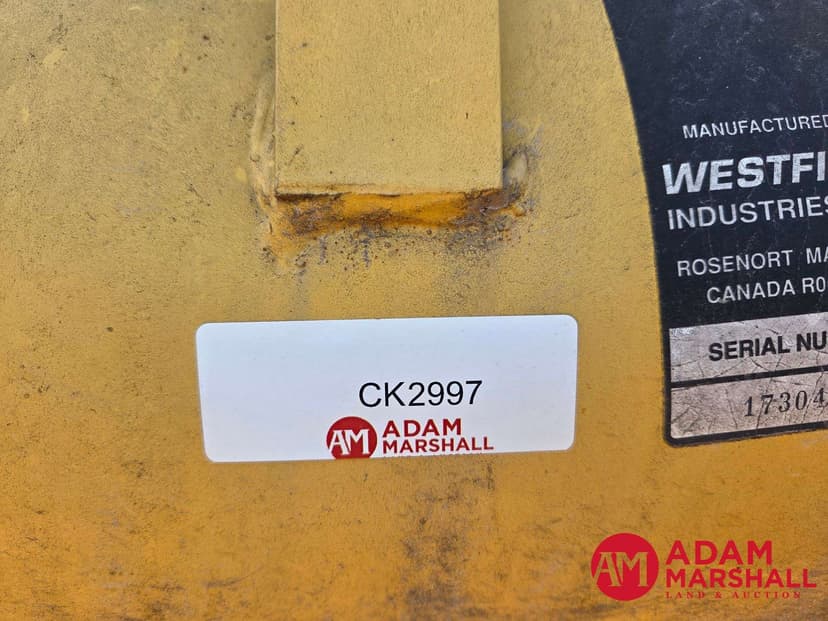 MANUFACTURED
WESTFI
INDUSTRIES
ROSENORT MA
CANADA R0
SERIAL NU
17304
CK2997
AM ADAM
MARSHALL
AM ADAM
MARSHALL
LAND & AUCTION